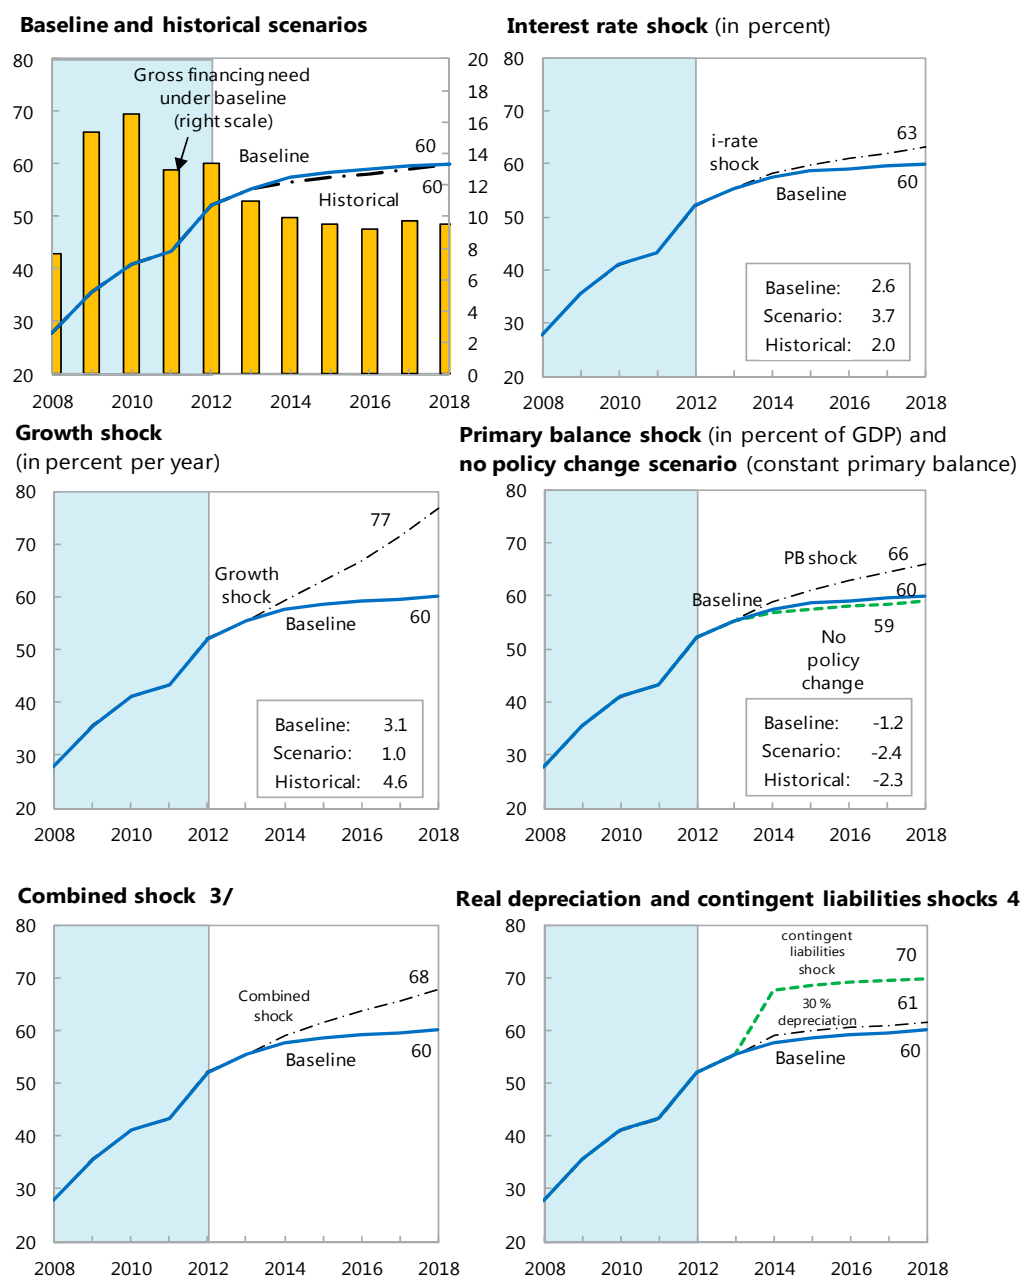 Baseline and historical scenarios
80
70
60
50
40
30
20
20
18
16
14
12
10
8
6
4
2
0
Gross financing need
under baseline
(right scale)
Baseline
60
60
Historical
2008 2010 2012 2014 2016 2018
Interest rate shock (in percent)
80
70
60
50
40
30
20
i-rate
shock
63
60
Baseline
Baseline: 2.6
Scenario: 3.7
Historical: 2.0
2008 2010 2012 2014 2016 2018
Growth shock
(in percent per year)
80
70
60
50
40
30
20
77
Growth
shock
Baseline
60
Baseline: 3.1
Scenario: 1.0
Historical: 4.6
2008 2010 2012 2014 2016 2018
Primary balance shock (in percent of GDP) and
no policy change scenario (constant primary balance)
80
70
60
50
40
30
20
PB shock
66
Baseline
60
59
No
policy
change
Baseline: -1.2
Scenario: -2.4
Historical: -2.3
2008 2010 2012 2014 2016 2018
Combined shock 3/
80
70
60
50
40
30
20
68
Combined
shock
Baseline
60
2008 2010 2012 2014 2016 2018
Real depreciation and contingent liabilities shocks 4
80
70
60
50
40
30
20
contingent
liabilities
shock
70
30 %
depreciation
61
Baseline
60
2008 2010 2012 2014 2016 2018